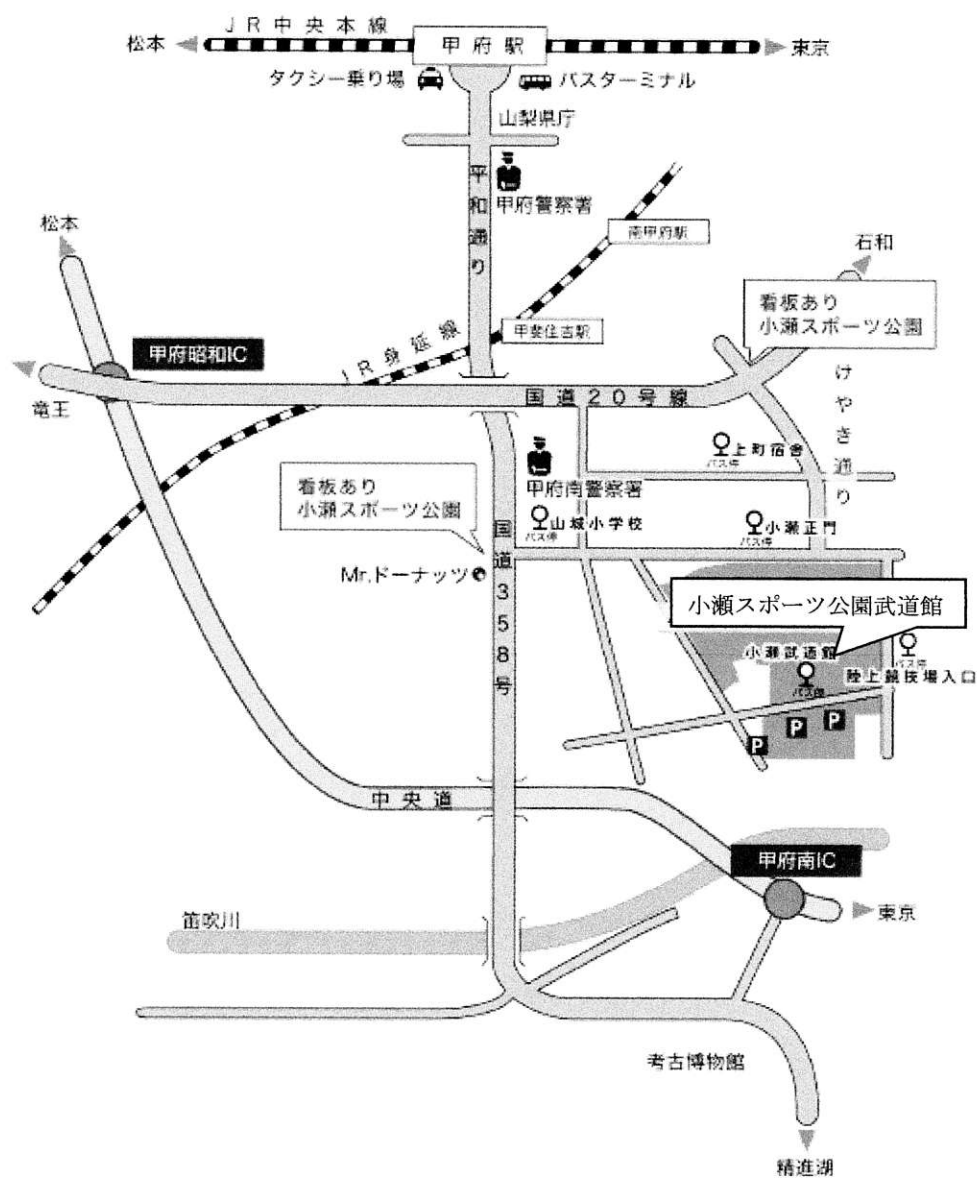 JR中央本線
松本
甲府駅
東京
タクシー乗り場
バスターミナル
山梨県庁
平和通り
甲府警察署
南甲府駅
松本
石和
看板あり
小瀬スポーツ公園
甲斐住吉駅
JR身延線
甲府昭和IC
竜王
国道20号線
けやき通り
上町宿舎
バス停
甲府南警察署
看板あり
小瀬スポーツ公園
山城小学校
バス停
小瀬正門
バス停
国道358号
Mr.ドーナッツ
小瀬スポーツ公園武道館
小瀬武道館
バス停
バス停
陸上競技場入口
P
P
P
中央道
甲府南IC
笛吹川
東京
考古博物館
精進湖